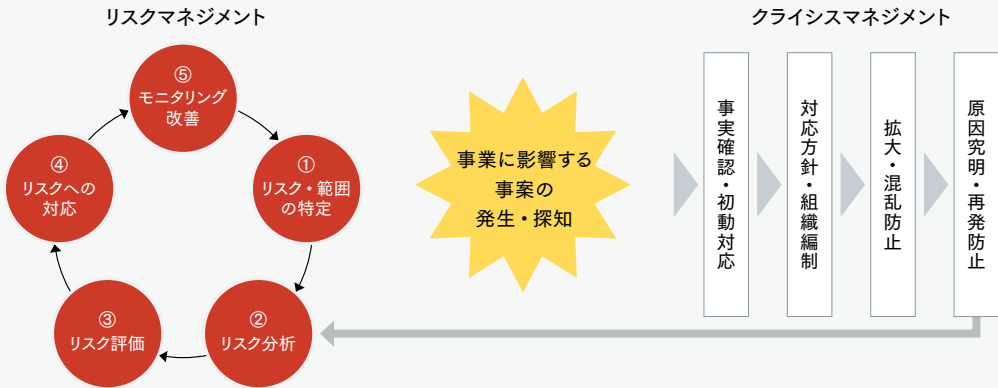 リスクマネジメント
⑤
モニタリング
改善
①
リスク・範囲
の特定
②
リスク分析
③
リスク評価
④
リスクへの
対応
事業に影響する
事案の
発生・探知
クライシスマネジメント
事実確認・初動対応
対応方針・組織編制
拡大・混乱防止
原因究明・再発防止